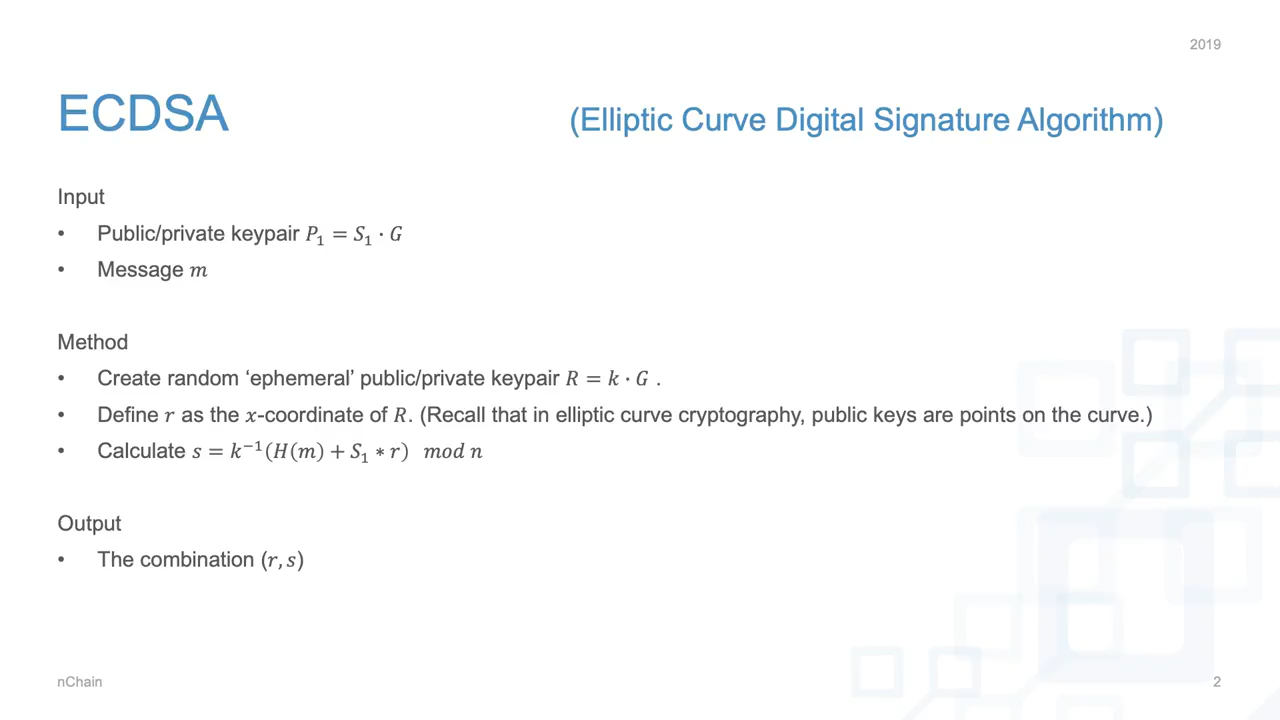 2019
ECDSA (Elliptic Curve Digital Signature Algorithm)
Input
• Public/private keypair P₁ = S₁ · G
• Message m
Method
• Create random ‘ephemeral’ public/private keypair R = k · G .
• Define r as the x-coordinate of R. (Recall that in elliptic curve cryptography, public keys are points on the curve.)
• Calculate s = k⁻¹(H(m) + S₁ ∗ r) mod n
Output
• The combination (r, s)
nChain 2